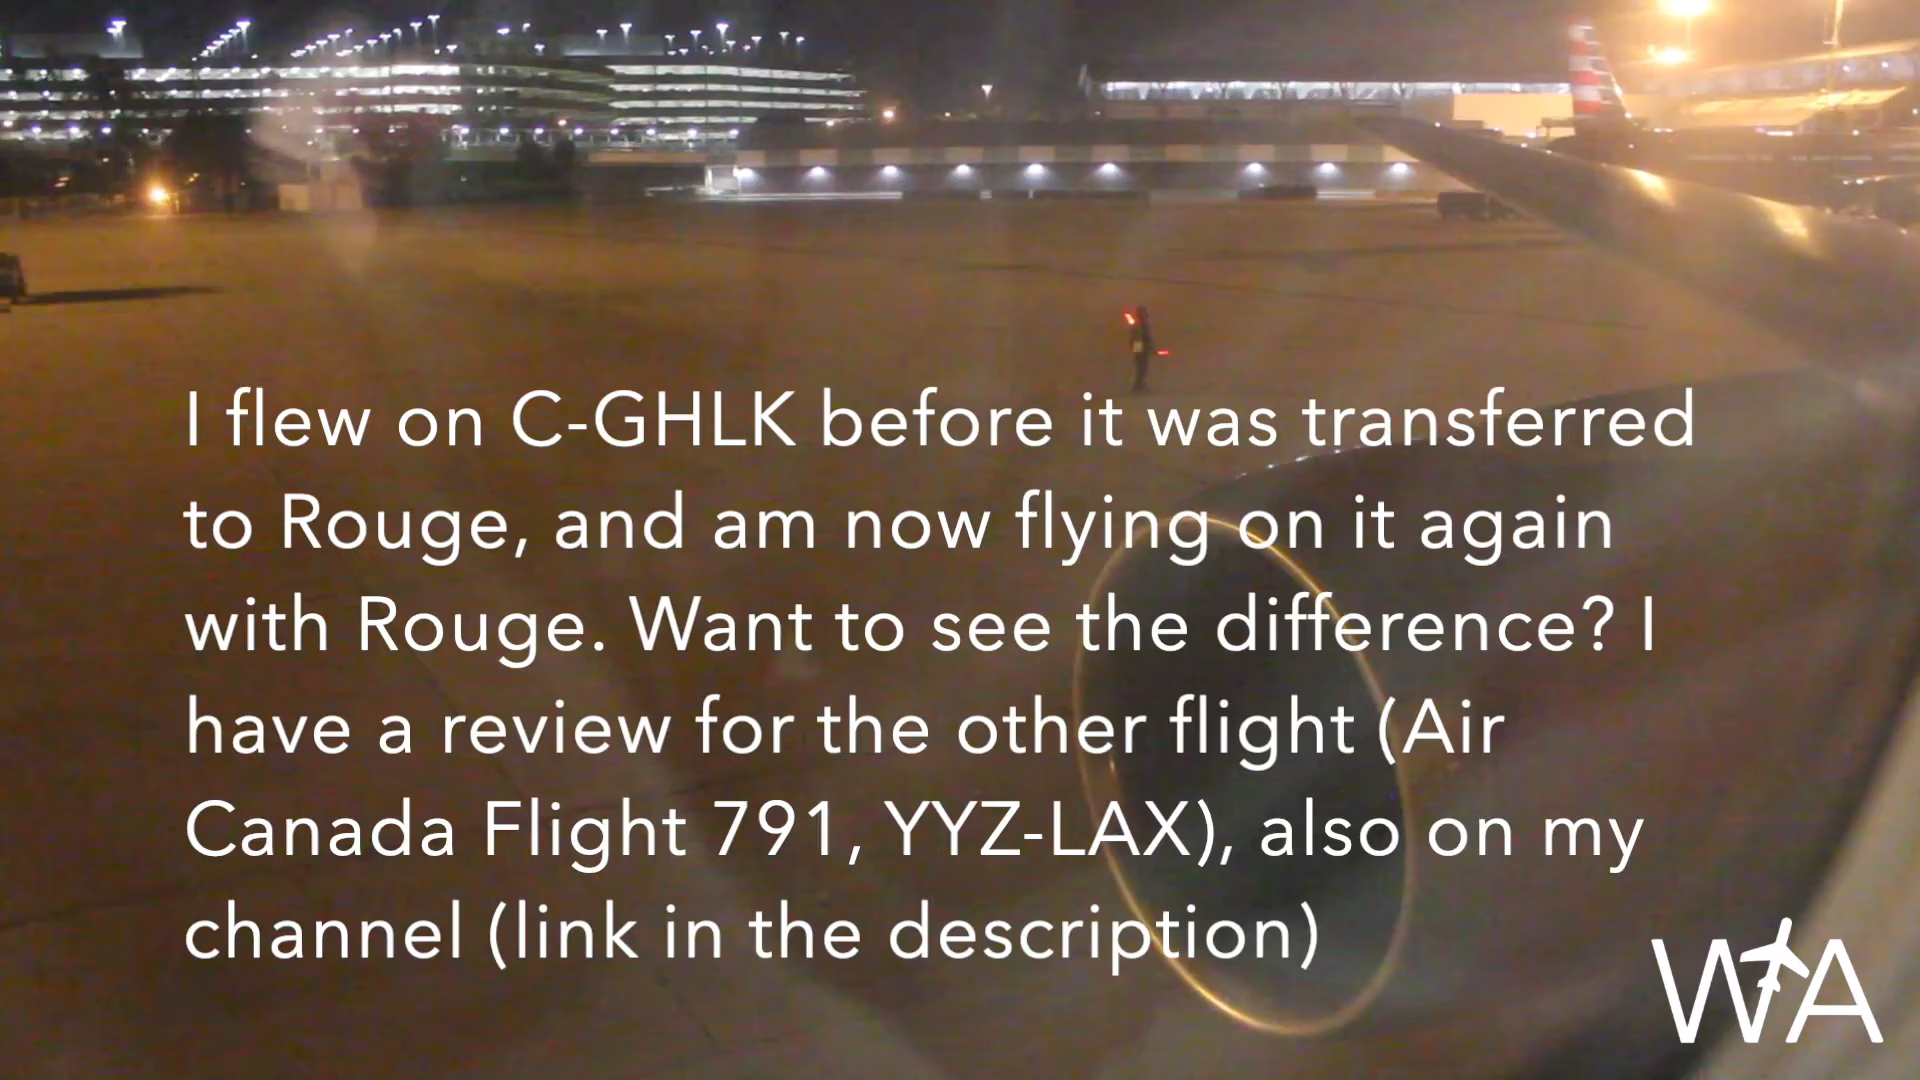 I flew on C-GHLK before it was transferred
to Rouge, and am now flying on it again
with Rouge. Want to see the difference? I
have a review for the other flight (Air
Canada Flight 791, YYZ-LAX), also on my
channel (link in the description)
WA